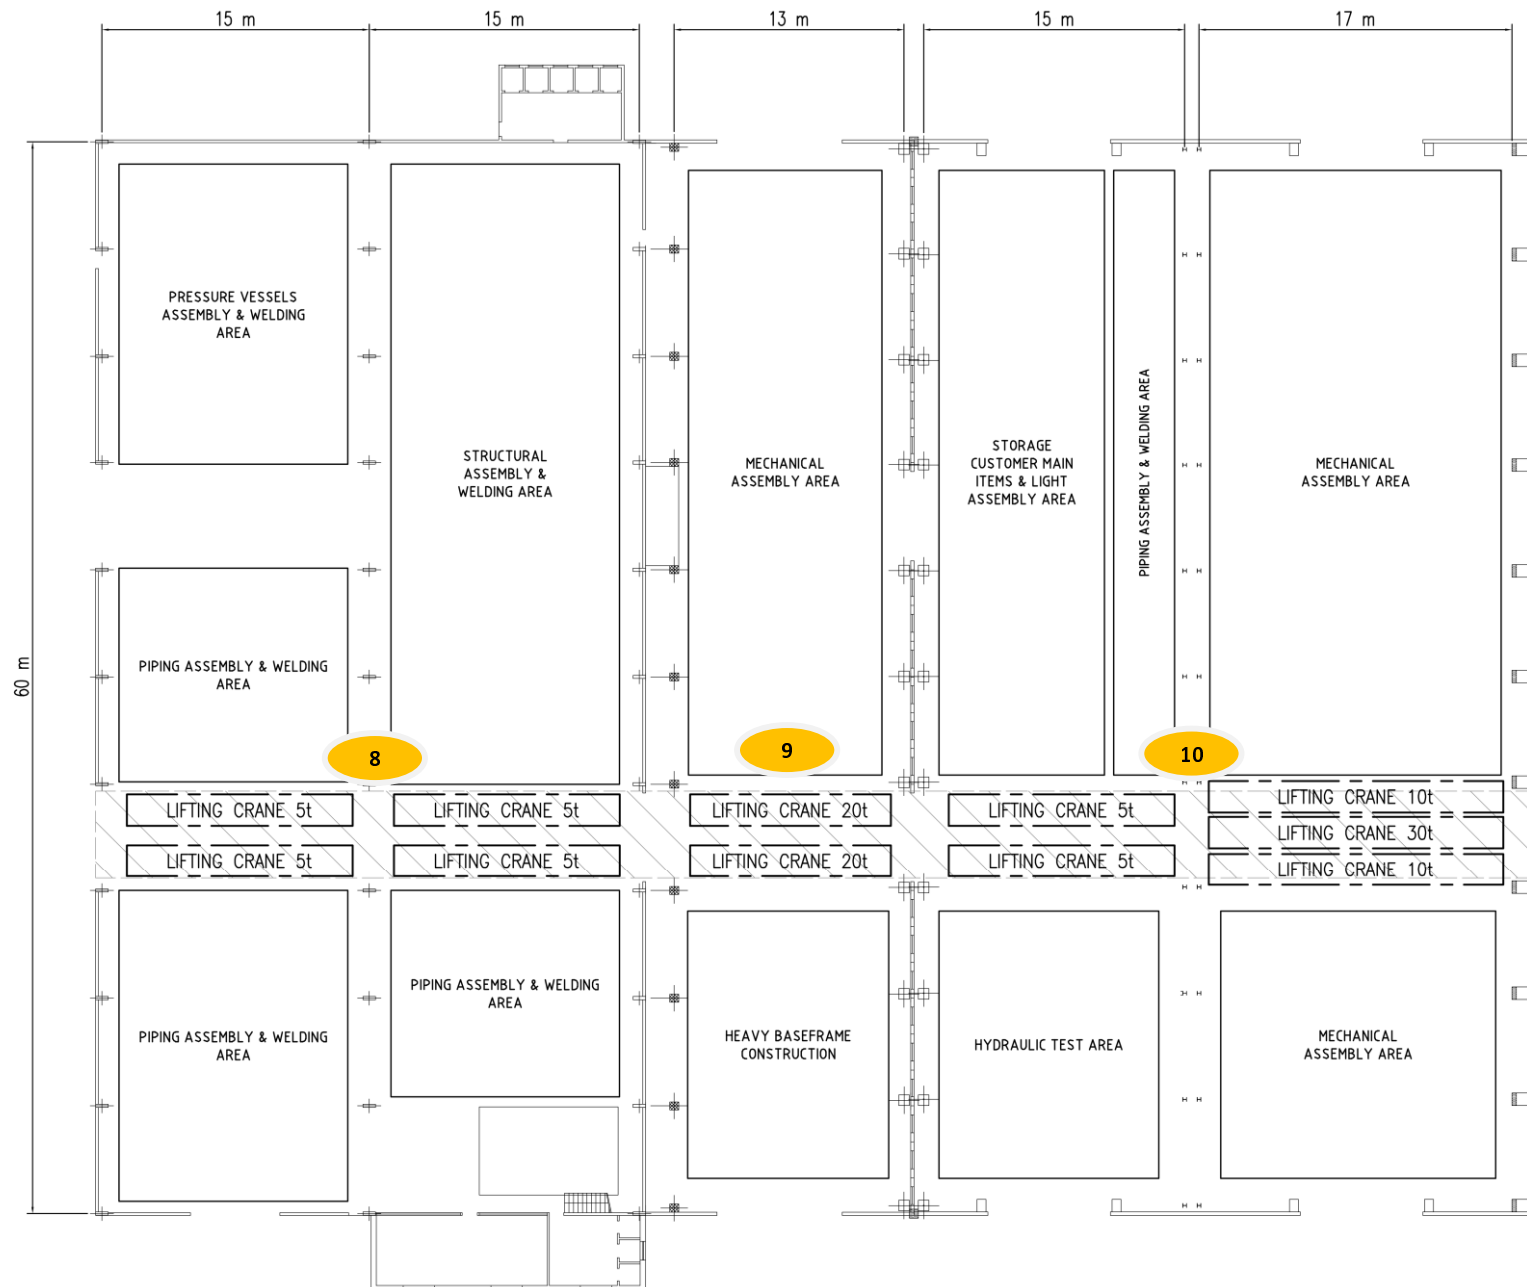 15 m
15 m
13 m
15 m
17 m
60 m
PRESSURE VESSELS
ASSEMBLY & WELDING
AREA
STRUCTURAL
ASSEMBLY &
WELDING AREA
MECHANICAL
ASSEMBLY AREA
STORAGE
CUSTOMER MAIN
ITEMS & LIGHT
ASSEMBLY AREA
PIPING ASSEMBLY & WELDING AREA
MECHANICAL
ASSEMBLY AREA
PIPING ASSEMBLY & WELDING
AREA
8
9
10
LIFTING CRANE 5t
LIFTING CRANE 5t
LIFTING CRANE 20t
LIFTING CRANE 5t
LIFTING CRANE 10t
LIFTING CRANE 30t
LIFTING CRANE 5t
LIFTING CRANE 5t
LIFTING CRANE 20t
LIFTING CRANE 5t
LIFTING CRANE 10t
PIPING ASSEMBLY & WELDING
AREA
PIPING ASSEMBLY & WELDING
AREA
HEAVY BASEFRAME
CONSTRUCTION
HYDRAULIC TEST AREA
MECHANICAL
ASSEMBLY AREA